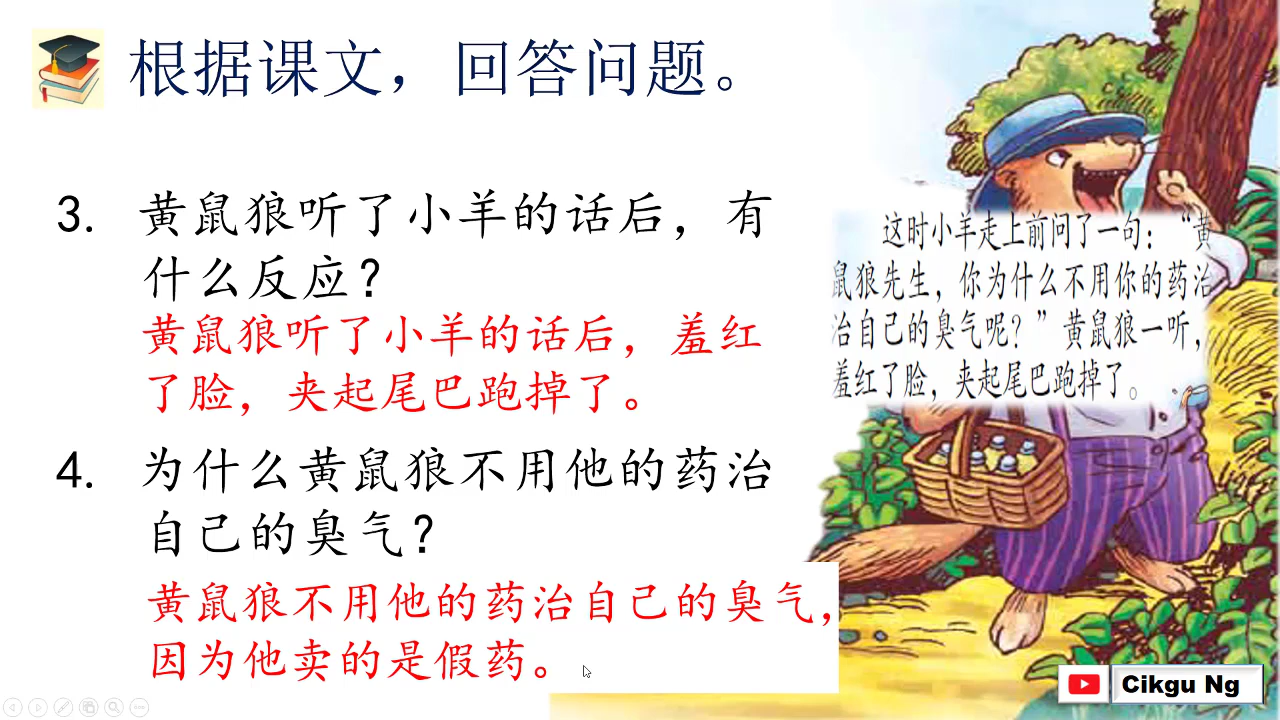 根据课文，回答问题。
3. 黄鼠狼听了小羊的话后，有
什么反应？
黄鼠狼听了小羊的话后，羞红
了脸，夹起尾巴跑掉了。
4. 为什么黄鼠狼不用他的药治
自己的臭气？
黄鼠狼不用他的药治自己的臭气，
因为他卖的是假药。
这时小羊走上前问了一句：“黄
鼠狼先生，你为什么不用你的药治
治自己的臭气呢？”黄鼠狼一听，
羞红了脸，夹起尾巴跑掉了。
Cikgu Ng